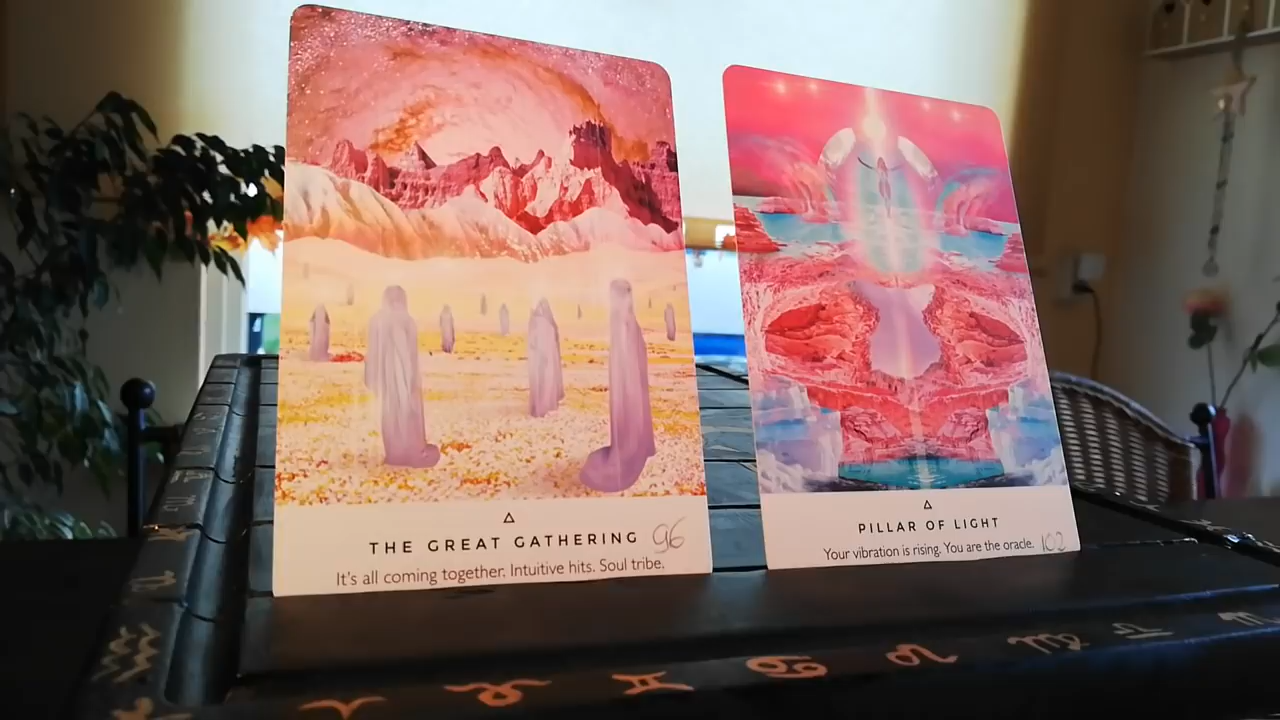 THE GREAT GATHERING 96
It's all coming together. Intuitive hits. Soul tribe.
PILLAR OF LIGHT
Your vibration is rising. You are the oracle. 102